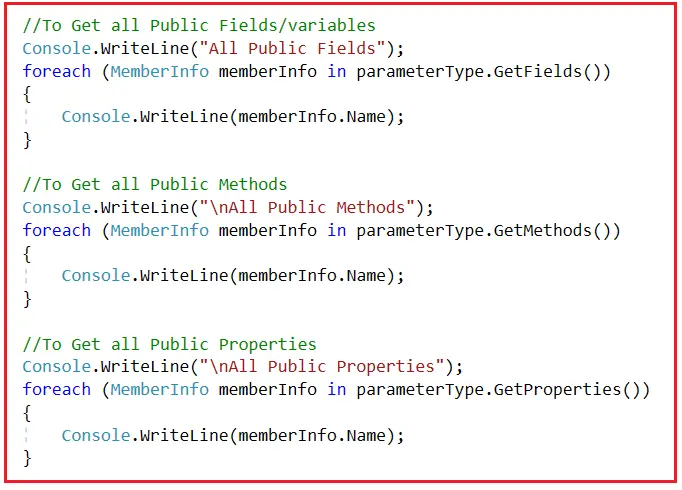 //To Get all Public Fields/variables
Console.WriteLine("All Public Fields");
foreach (MemberInfo memberInfo in parameterType.GetFields())
{
    Console.WriteLine(memberInfo.Name);
}

//To Get all Public Methods
Console.WriteLine("\nAll Public Methods");
foreach (MemberInfo memberInfo in parameterType.GetMethods())
{
    Console.WriteLine(memberInfo.Name);
}

//To Get all Public Properties
Console.WriteLine("\nAll Public Properties");
foreach (MemberInfo memberInfo in parameterType.GetProperties())
{
    Console.WriteLine(memberInfo.Name);
}